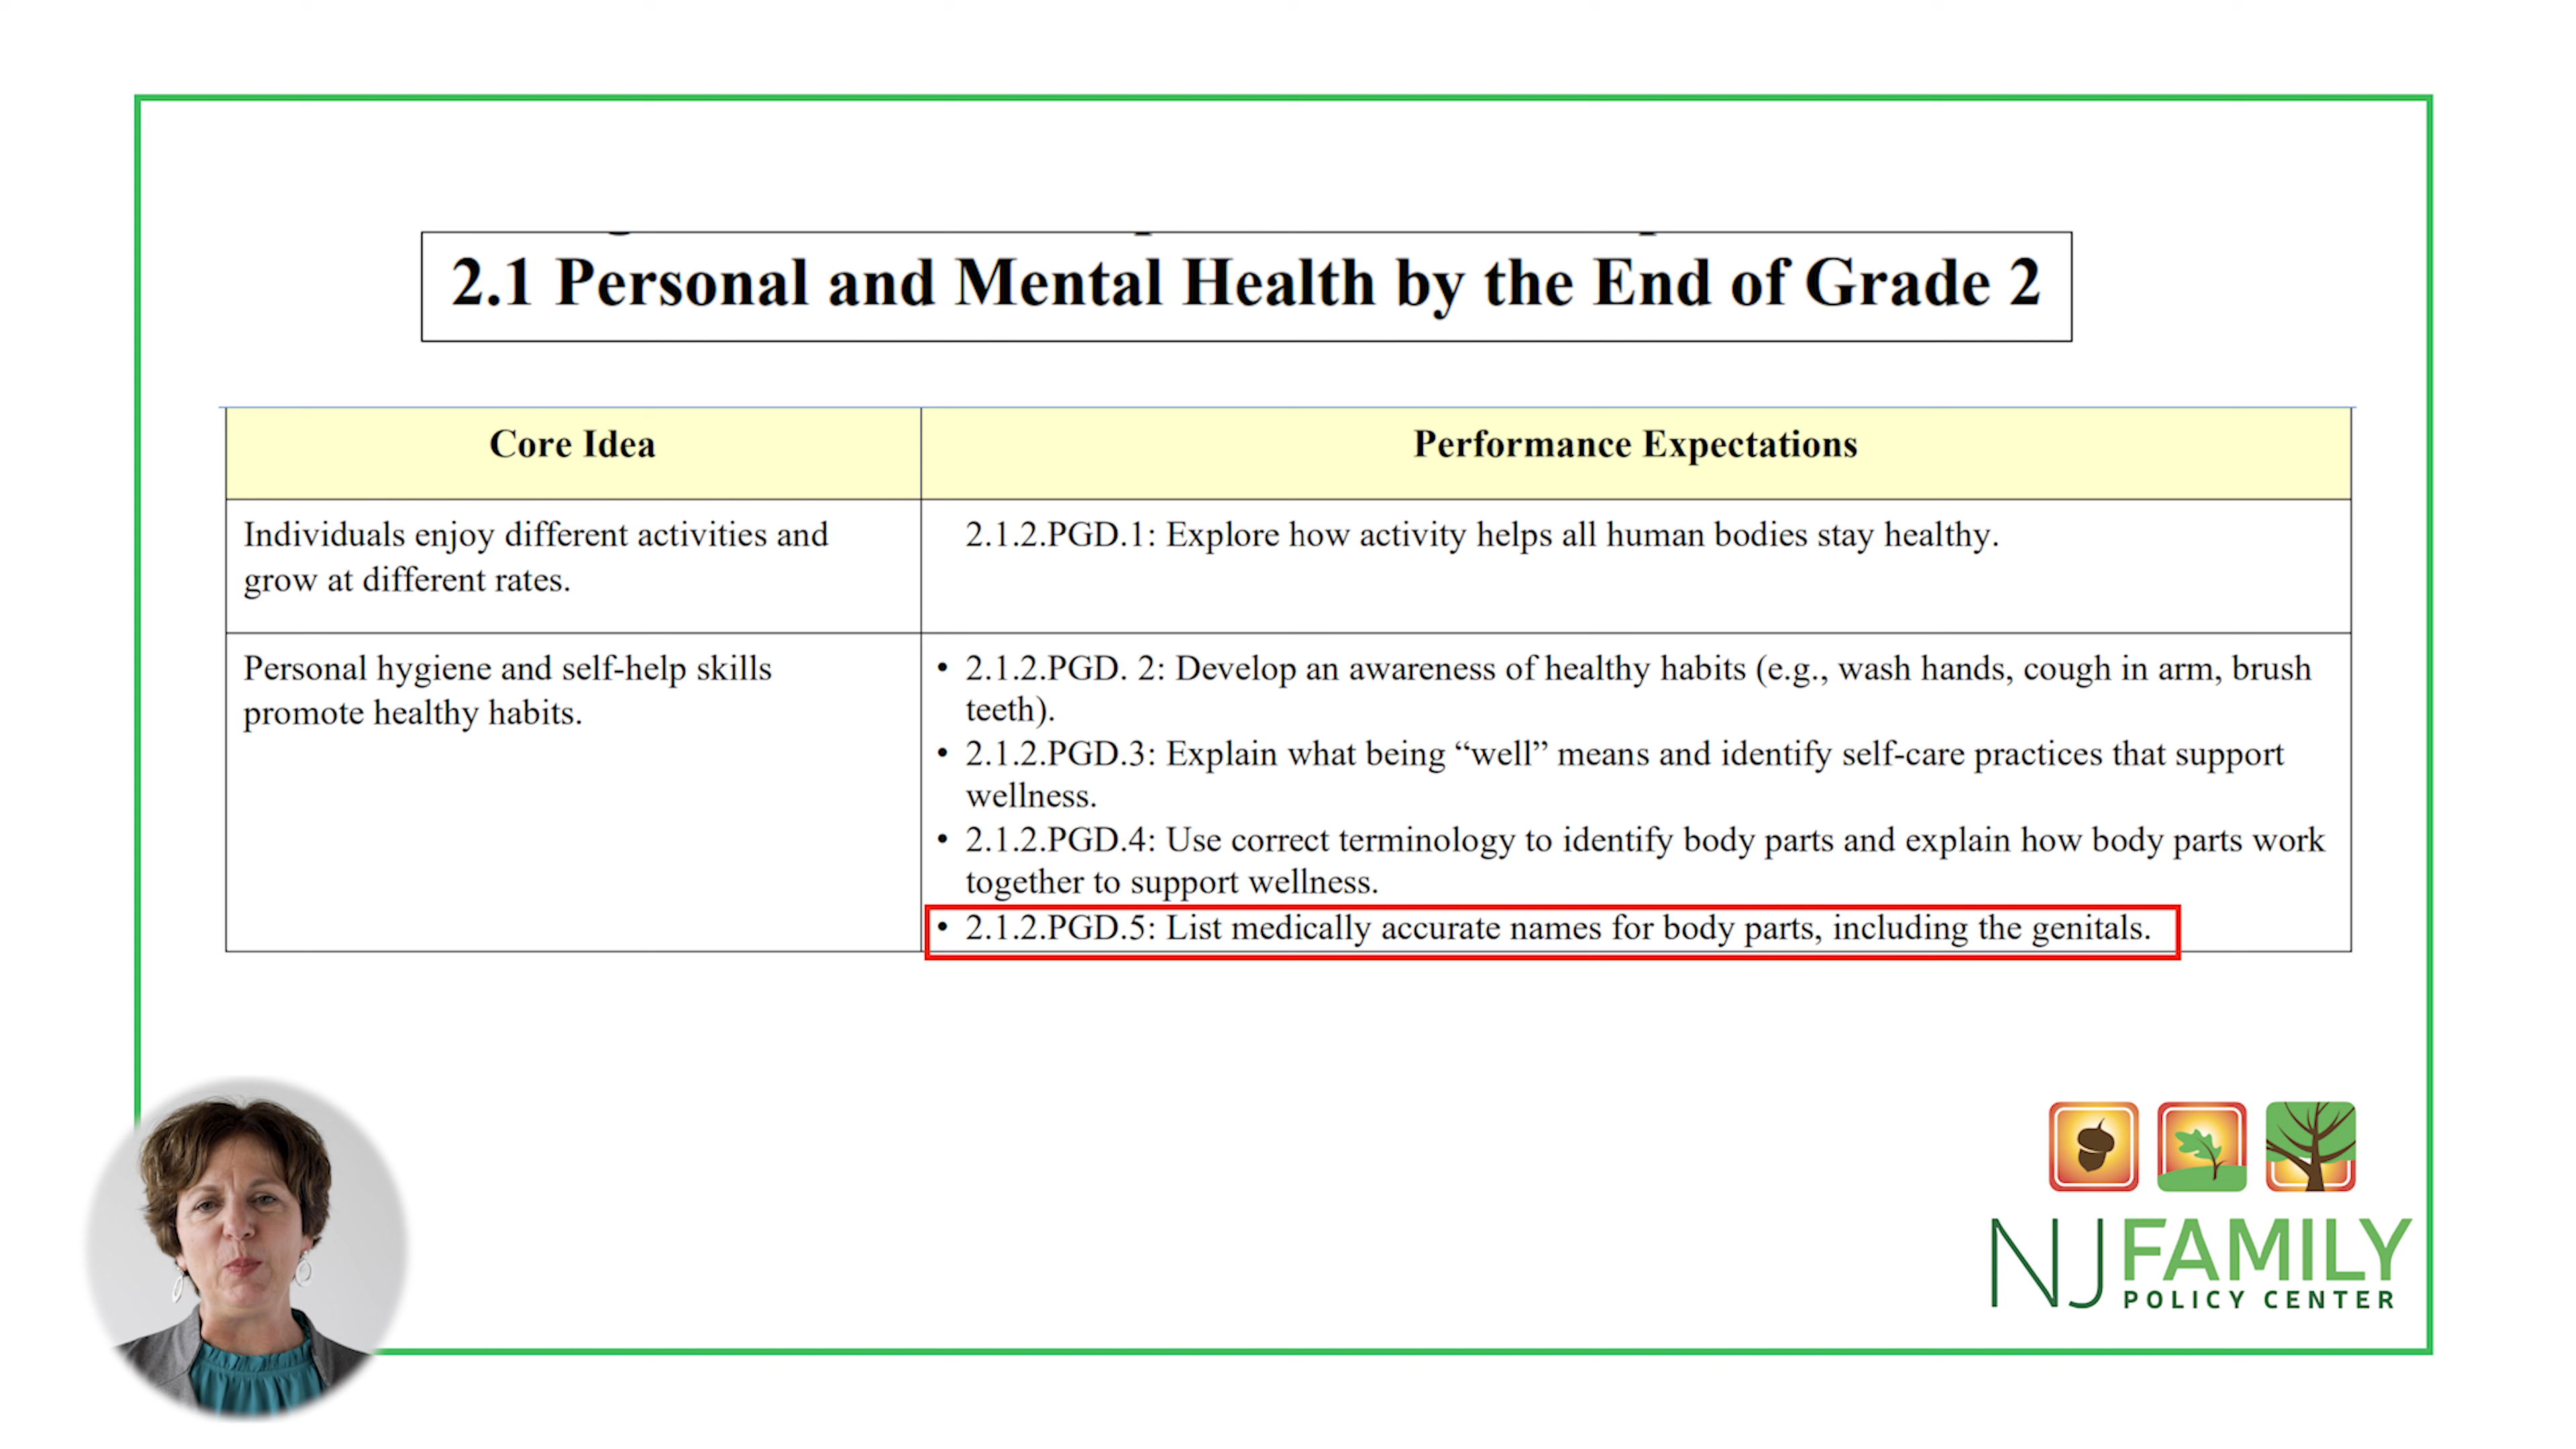 2.1 Personal and Mental Health by the End of Grade 2
Core Idea
Performance Expectations
Individuals enjoy different activities and
grow at different rates.
2.1.2.PGD.1: Explore how activity helps all human bodies stay healthy.
Personal hygiene and self-help skills
promote healthy habits.
• 2.1.2.PGD. 2: Develop an awareness of healthy habits (e.g., wash hands, cough in arm, brush
teeth).
• 2.1.2.PGD.3: Explain what being “well” means and identify self-care practices that support
wellness.
• 2.1.2.PGD.4: Use correct terminology to identify body parts and explain how body parts work
together to support wellness.
• 2.1.2.PGD.5: List medically accurate names for body parts, including the genitals.
NJ FAMILY
POLICY CENTER